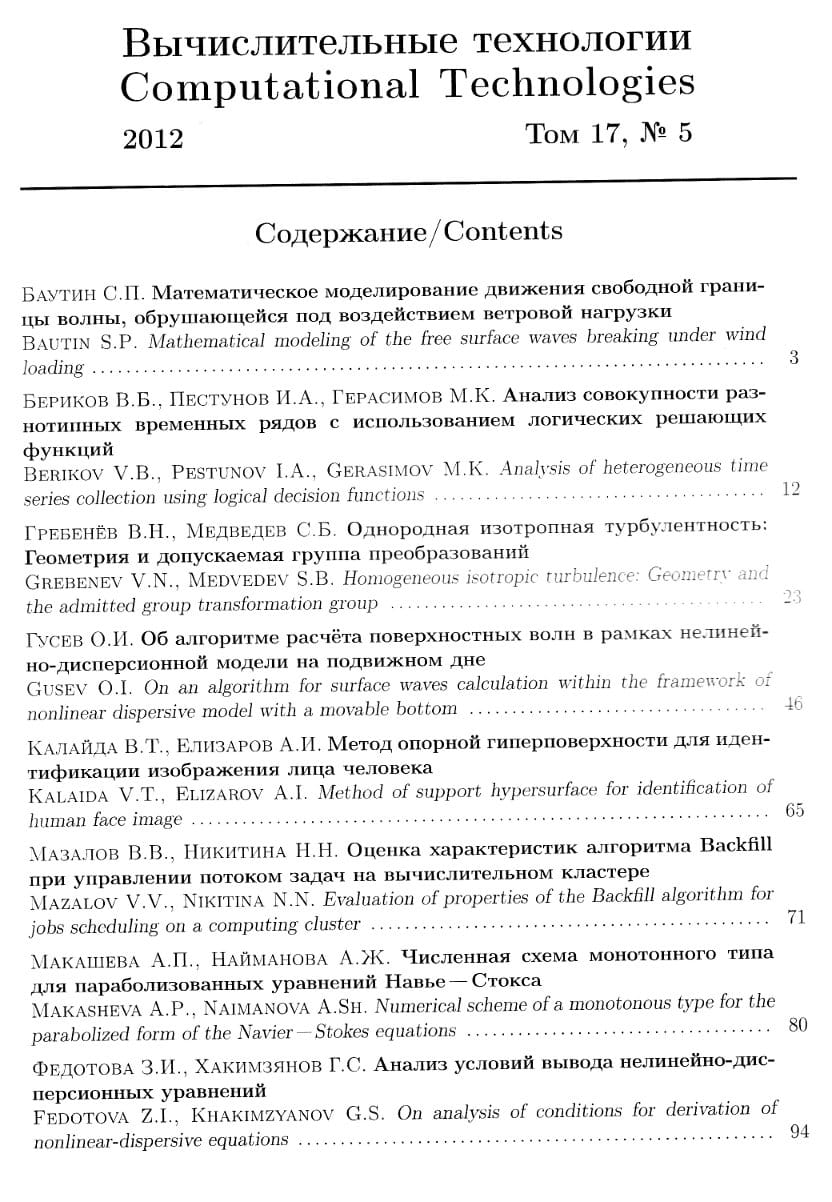 Вычислительные технологии
Computational Technologies
2012 Том 17, № 5
Содержание/Contents
Баутин С.П. Математическое моделирование движения свободной грани-
цы волны, обрушающейся под воздействием ветровой нагрузки
Bautin S.P. Mathematical modeling of the free surface waves breaking under wind
loading ........ 3
Бериков В.Б., Пестунов И.А., Герасимов М.К. Анализ совокупности раз-
нотипных временных рядов с использованием логических решающих
функций
Berikov V.B., Pestunov I.A., Gerasimov M.K. Analysis of heterogeneous time
series collection using logical decision functions ........ 12
Гребенёв В.Н., Медведев С.Б. Однородная изотропная турбулентность:
Геометрия и допускаемая группа преобразований
Grebenev V.N., Medvedev S.B. Homogeneous isotropic turbulence: Geometry and
the admitted group transformation group ........ 23
Гусев О.И. Об алгоритме расчёта поверхностных волн в рамках нелиней-
но-дисперсионной модели на подвижном дне
Gusev O.I. On an algorithm for surface waves calculation within the framework of
nonlinear dispersive model with a movable bottom ........ 46
Калайда В.Т., Елизаров А.И. Метод опорной гиперповерхности для иден-
тификации изображения лица человека
Kalaida V.T., Elizarov A.I. Method of support hypersurface for identification of
human face image ........ 65
Мазалов В.В., Никитина Н.Н. Оценка характеристик алгоритма Backfill
при управлении потоком задач на вычислительном кластере
Mazalov V.V., Nikitina N.N. Evaluation of properties of the Backfill algorithm for
jobs scheduling on a computing cluster ........ 71
Макашева А.П., Найманова А.Ж. Численная схема монотонного типа
для параболизованных уравнений Навье — Стокса
Makasheva A.P., Naimanova A.Sh. Numerical scheme of a monotonous type for the
parabolized form of the Navier — Stokes equations ........ 80
Федотова З.И., Хакимзянов Г.С. Анализ условий вывода нелинейно-дис-
персионных уравнений
Fedotova Z.I., Khakimzyanov G.S. On analysis of conditions for derivation of
nonlinear-dispersive equations ........ 94